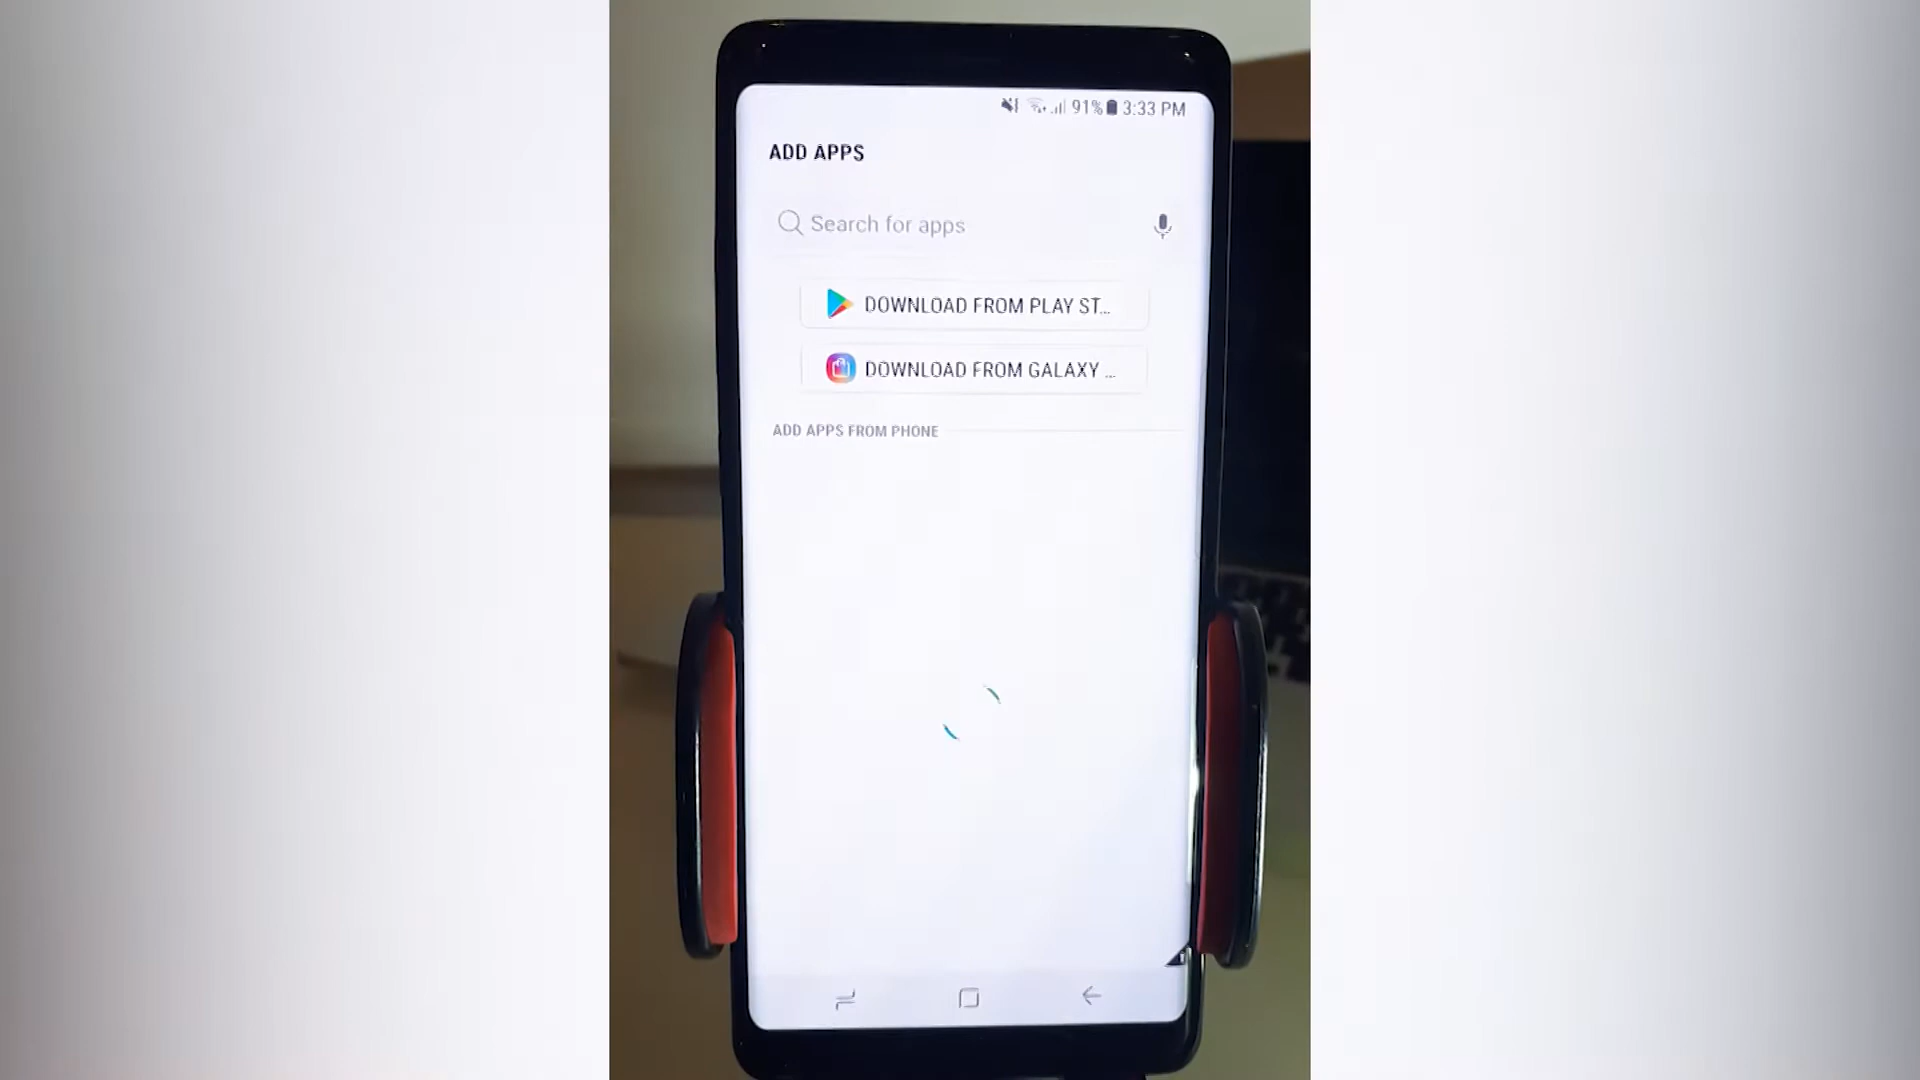 91% 3:33 PM
ADD APPS
Search for apps
DOWNLOAD FROM PLAY ST...
DOWNLOAD FROM GALAXY ...
ADD APPS FROM PHONE